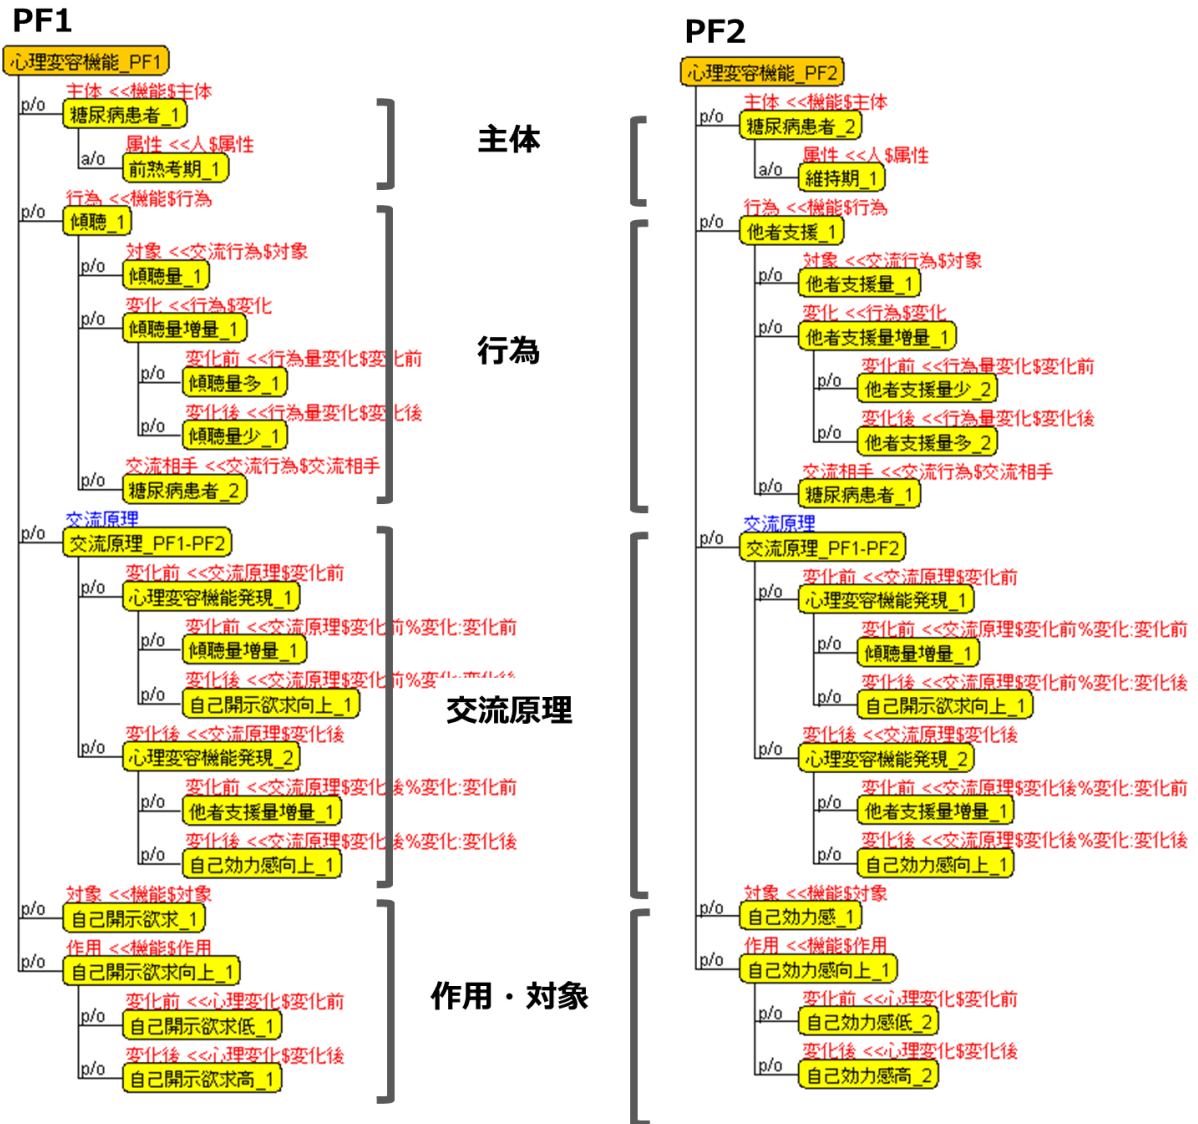 PF1
心理変容機能_PF1
主体 <<機能$主体
p/o
糖尿病患者_1
属性 <<人$属性
a/o
前熟考期_1
行為 <<機能$行為
p/o
傾聴_1
対象 <<交流行為$対象
p/o
傾聴量_1
変化 <<行為$変化
p/o
傾聴量増量_1
変化前 <<行為量変化$変化前
p/o
傾聴量多_1
変化後 <<行為量変化$変化後
p/o
傾聴量少_1
交流相手 <<交流行為$交流相手
p/o
糖尿病患者_2
交流原理
p/o
交流原理_PF1-PF2
変化前 <<交流原理$変化前
p/o
心理変容機能発現_1
変化前 <<交流原理$変化前%変化:変化前
p/o
傾聴量増量_1
変化後 <<交流原理$変化前%変化:変化後
p/o
自己開示欲求向上_1
変化後 <<交流原理$変化後
p/o
心理変容機能発現_2
変化前 <<交流原理$変化後%変化:変化前
p/o
他者支援量増量_1
変化後 <<交流原理$変化後%変化:変化後
p/o
自己効力感向上_1
対象 <<機能$対象
p/o
自己開示欲求_1
作用 <<機能$作用
p/o
自己開示欲求向上_1
変化前 <<心理変化$変化前
p/o
自己開示欲求低_1
変化後 <<心理変化$変化後
p/o
自己開示欲求高_1
主体
行為
交流原理
作用・対象
PF2
心理変容機能_PF2
主体 <<機能$主体
p/o
糖尿病患者_2
属性 <<人$属性
a/o
維持期_1
行為 <<機能$行為
p/o
他者支援_1
対象 <<交流行為$対象
p/o
他者支援量_1
変化 <<行為$変化
p/o
他者支援量増量_1
変化前 <<行為量変化$変化前
p/o
他者支援量少_2
変化後 <<行為量変化$変化後
p/o
他者支援量多_2
交流相手 <<交流行為$交流相手
p/o
糖尿病患者_1
交流原理
p/o
交流原理_PF1-PF2
変化前 <<交流原理$変化前
p/o
心理変容機能発現_1
変化前 <<交流原理$変化前%変化:変化前
p/o
傾聴量増量_1
変化後 <<交流原理$変化前%変化:変化後
p/o
自己開示欲求向上_1
変化後 <<交流原理$変化後
p/o
心理変容機能発現_2
変化前 <<交流原理$変化後%変化:変化前
p/o
他者支援量増量_1
変化後 <<交流原理$変化後%変化:変化後
p/o
自己効力感向上_1
対象 <<機能$対象
p/o
自己効力感_1
作用 <<機能$作用
p/o
自己効力感向上_1
変化前 <<心理変化$変化前
p/o
自己効力感低_2
変化後 <<心理変化$変化後
p/o
自己効力感高_2